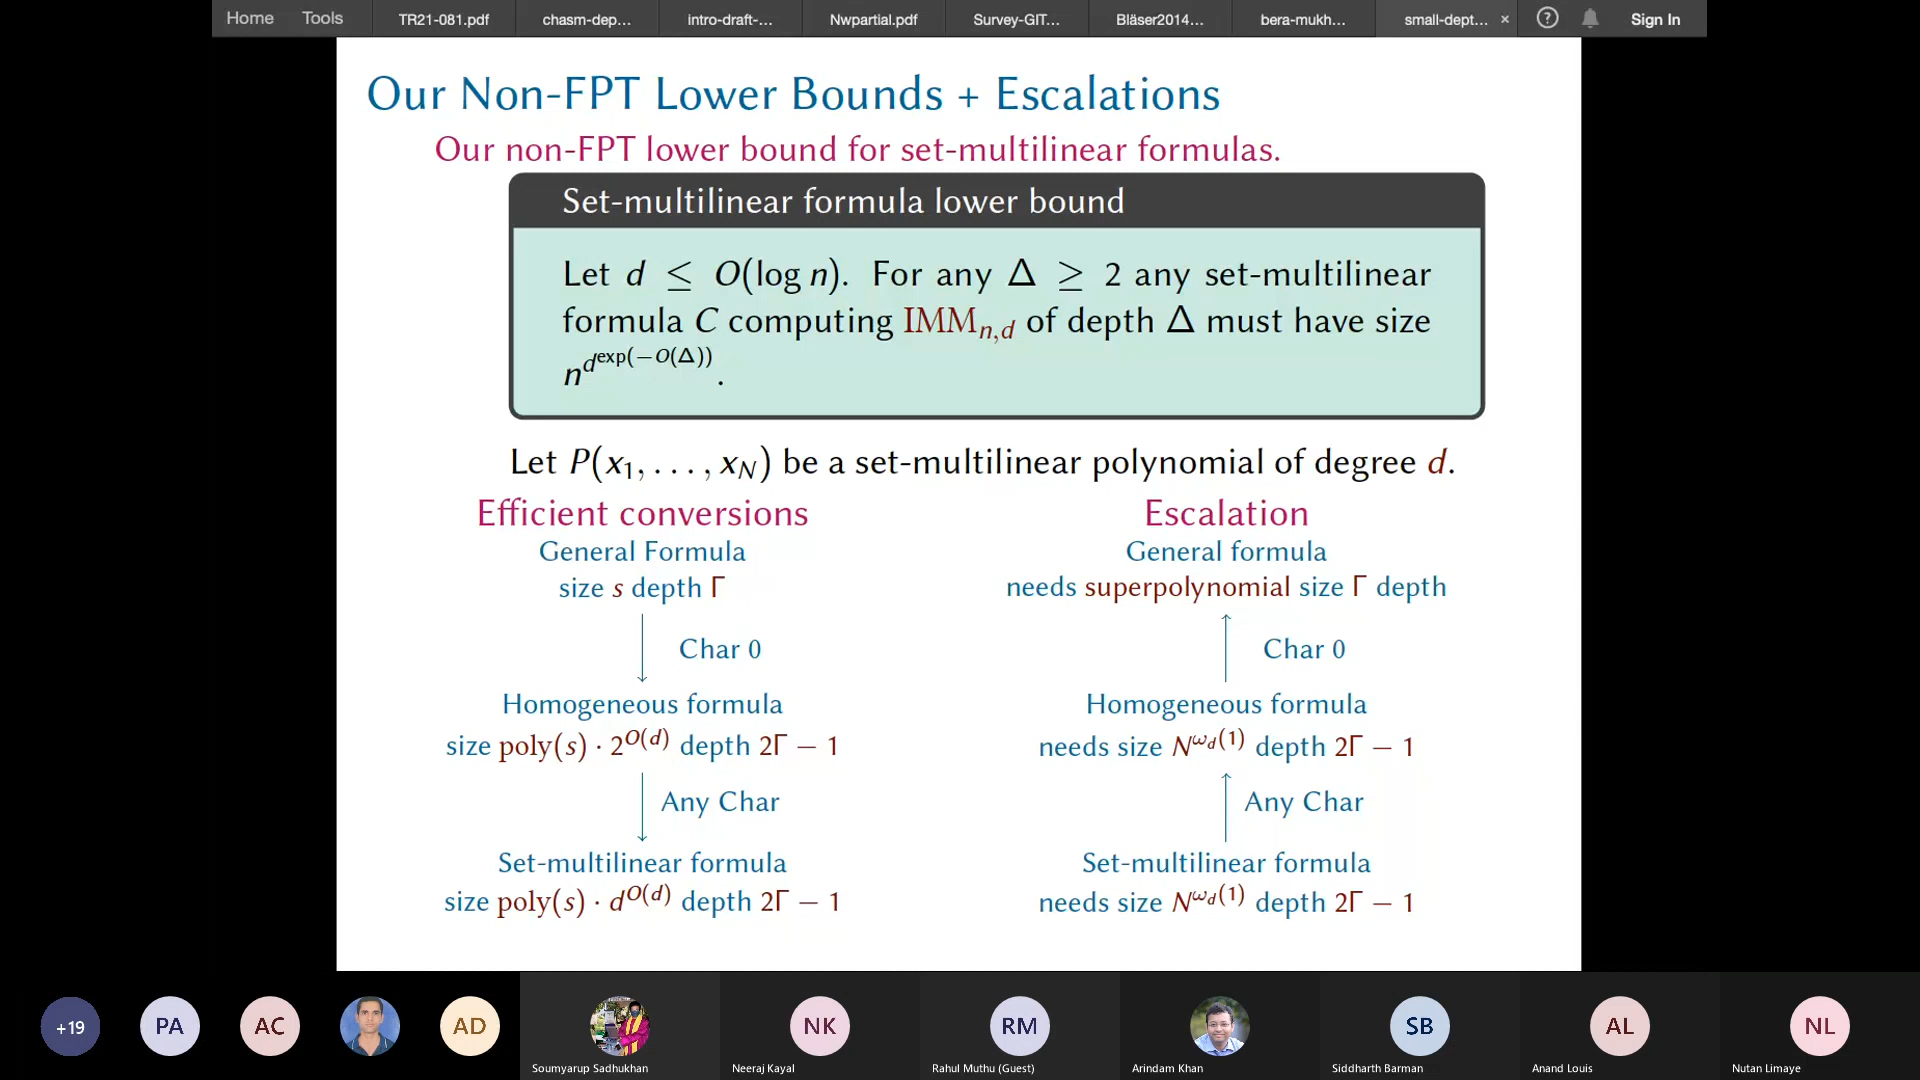 Home Tools TR21-081.pdf chasm-dep... intro-draft-... Nwpartial.pdf Survey-GIT... Bläser2014... bera-mukh... small-dept... × ? Sign In
Our Non-FPT Lower Bounds + Escalations
Our non-FPT lower bound for set-multilinear formulas.
Set-multilinear formula lower bound
Let d ≤ O(log n). For any Δ ≥ 2 any set-multilinear
formula C computing IMM_{n,d} of depth Δ must have size
n^{d^{exp(−O(Δ))}}.
Let P(x_1, . . . , x_N) be a set-multilinear polynomial of degree d.
Efficient conversions
General Formula
size s depth Γ
Char 0
Homogeneous formula
size poly(s) · 2^{O(d)} depth 2Γ − 1
Any Char
Set-multilinear formula
size poly(s) · d^{O(d)} depth 2Γ − 1
Escalation
General formula
needs superpolynomial size Γ depth
Char 0
Homogeneous formula
needs size N^{ω_d(1)} depth 2Γ − 1
Any Char
Set-multilinear formula
needs size N^{ω_d(1)} depth 2Γ − 1
+19 PA AC AD NK RM SB AL NL
Soumyarup Sadhukhan Neeraj Kayal Rahul Muthu (Guest) Arindam Khan Siddharth Barman Anand Louis Nutan Limaye